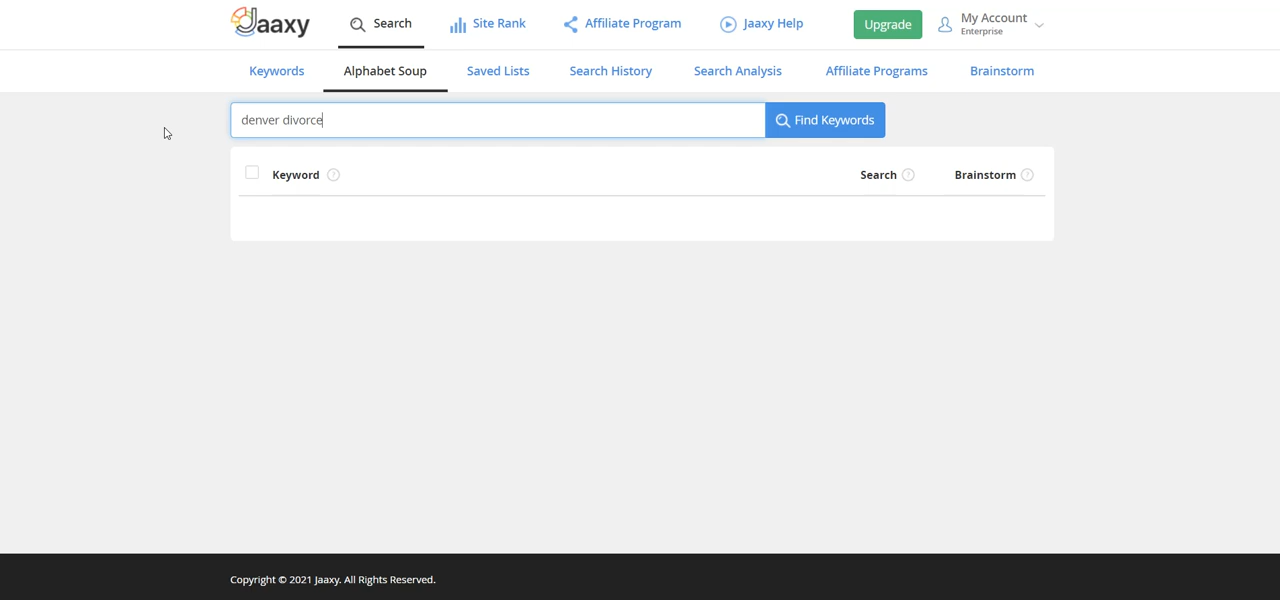 Jaaxy
Search
Site Rank
Affiliate Program
Jaaxy Help
Upgrade
My Account
Enterprise
Keywords
Alphabet Soup
Saved Lists
Search History
Search Analysis
Affiliate Programs
Brainstorm
denver divorce
Find Keywords
Keyword ?
Search ?
Brainstorm ?
Copyright © 2021 Jaaxy. All Rights Reserved.